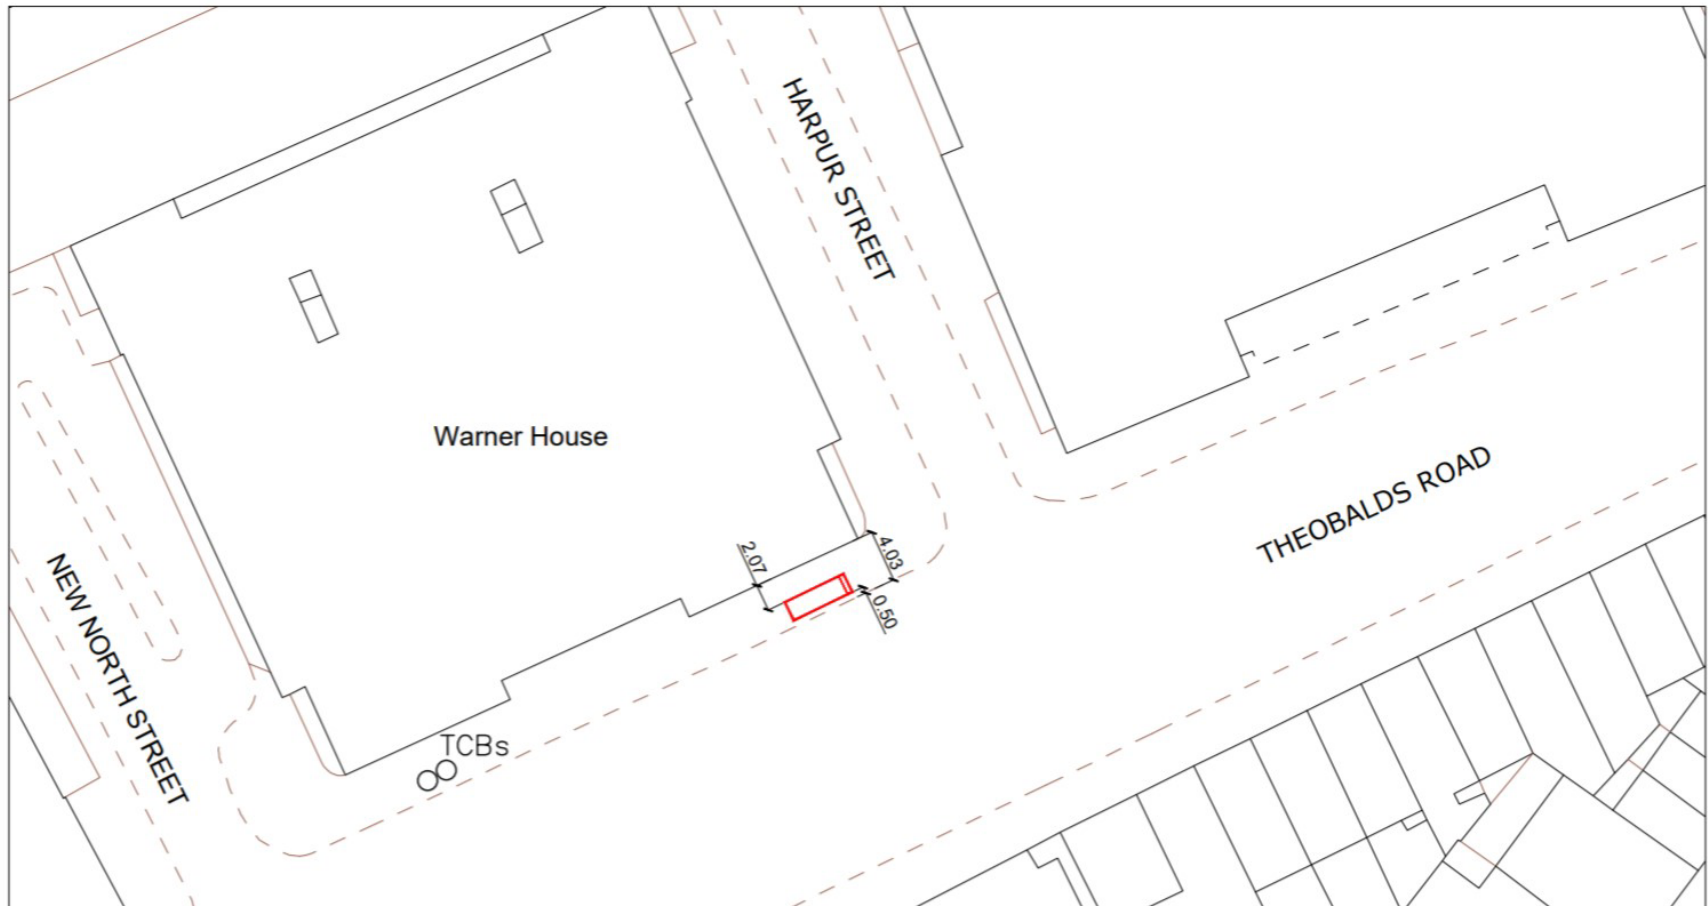 HARPUR STREET
Warner House
THEOBALDS ROAD
2.07
4.03
0.50
NEW NORTH STREET
TCBs